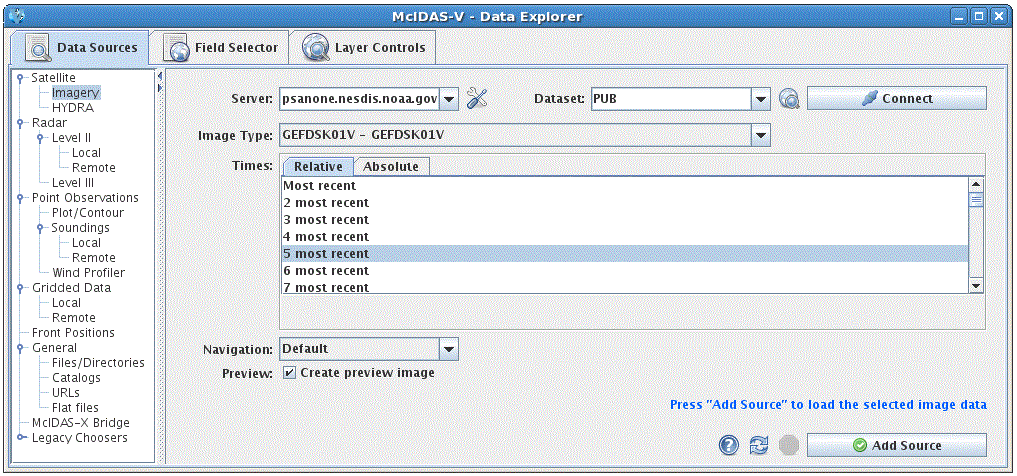 McIDAS-V - Data Explorer
Data Sources Field Selector Layer Controls
Satellite
Imagery
HYDRA
Radar
Level II
Local
Remote
Level III
Point Observations
Plot/Contour
Soundings
Local
Remote
Wind Profiler
Gridded Data
Local
Remote
Front Positions
General
Files/Directories
Catalogs
URLs
Flat files
McIDAS-X Bridge
Legacy Choosers
Server: psanone.nesdis.noaa.gov Dataset: PUB Connect
Image Type: GEFDSK01V - GEFDSK01V
Times: Relative Absolute
Most recent
2 most recent
3 most recent
4 most recent
5 most recent
6 most recent
7 most recent
Navigation: Default
Preview: Create preview image
Press "Add Source" to load the selected image data
? Add Source